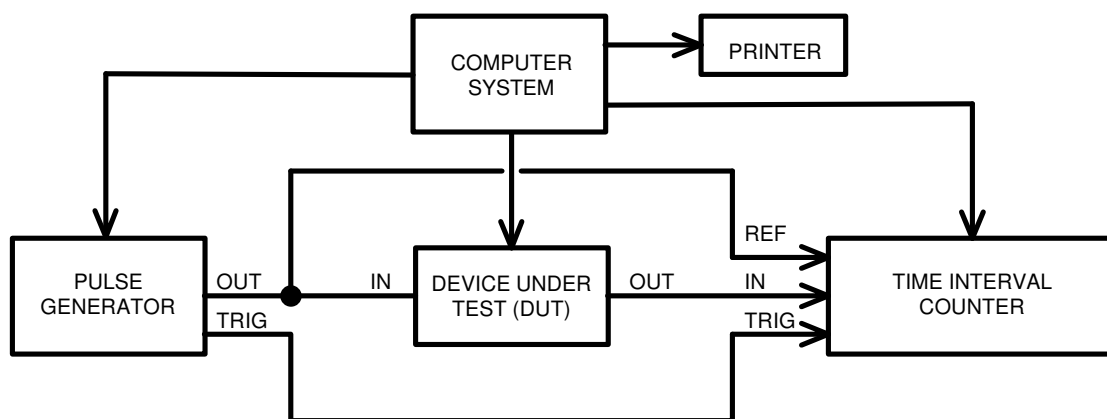 COMPUTER
SYSTEM
PRINTER
REF
PULSE
GENERATOR
OUT
IN
DEVICE UNDER
TEST (DUT)
OUT
IN
TIME INTERVAL
COUNTER
TRIG
TRIG